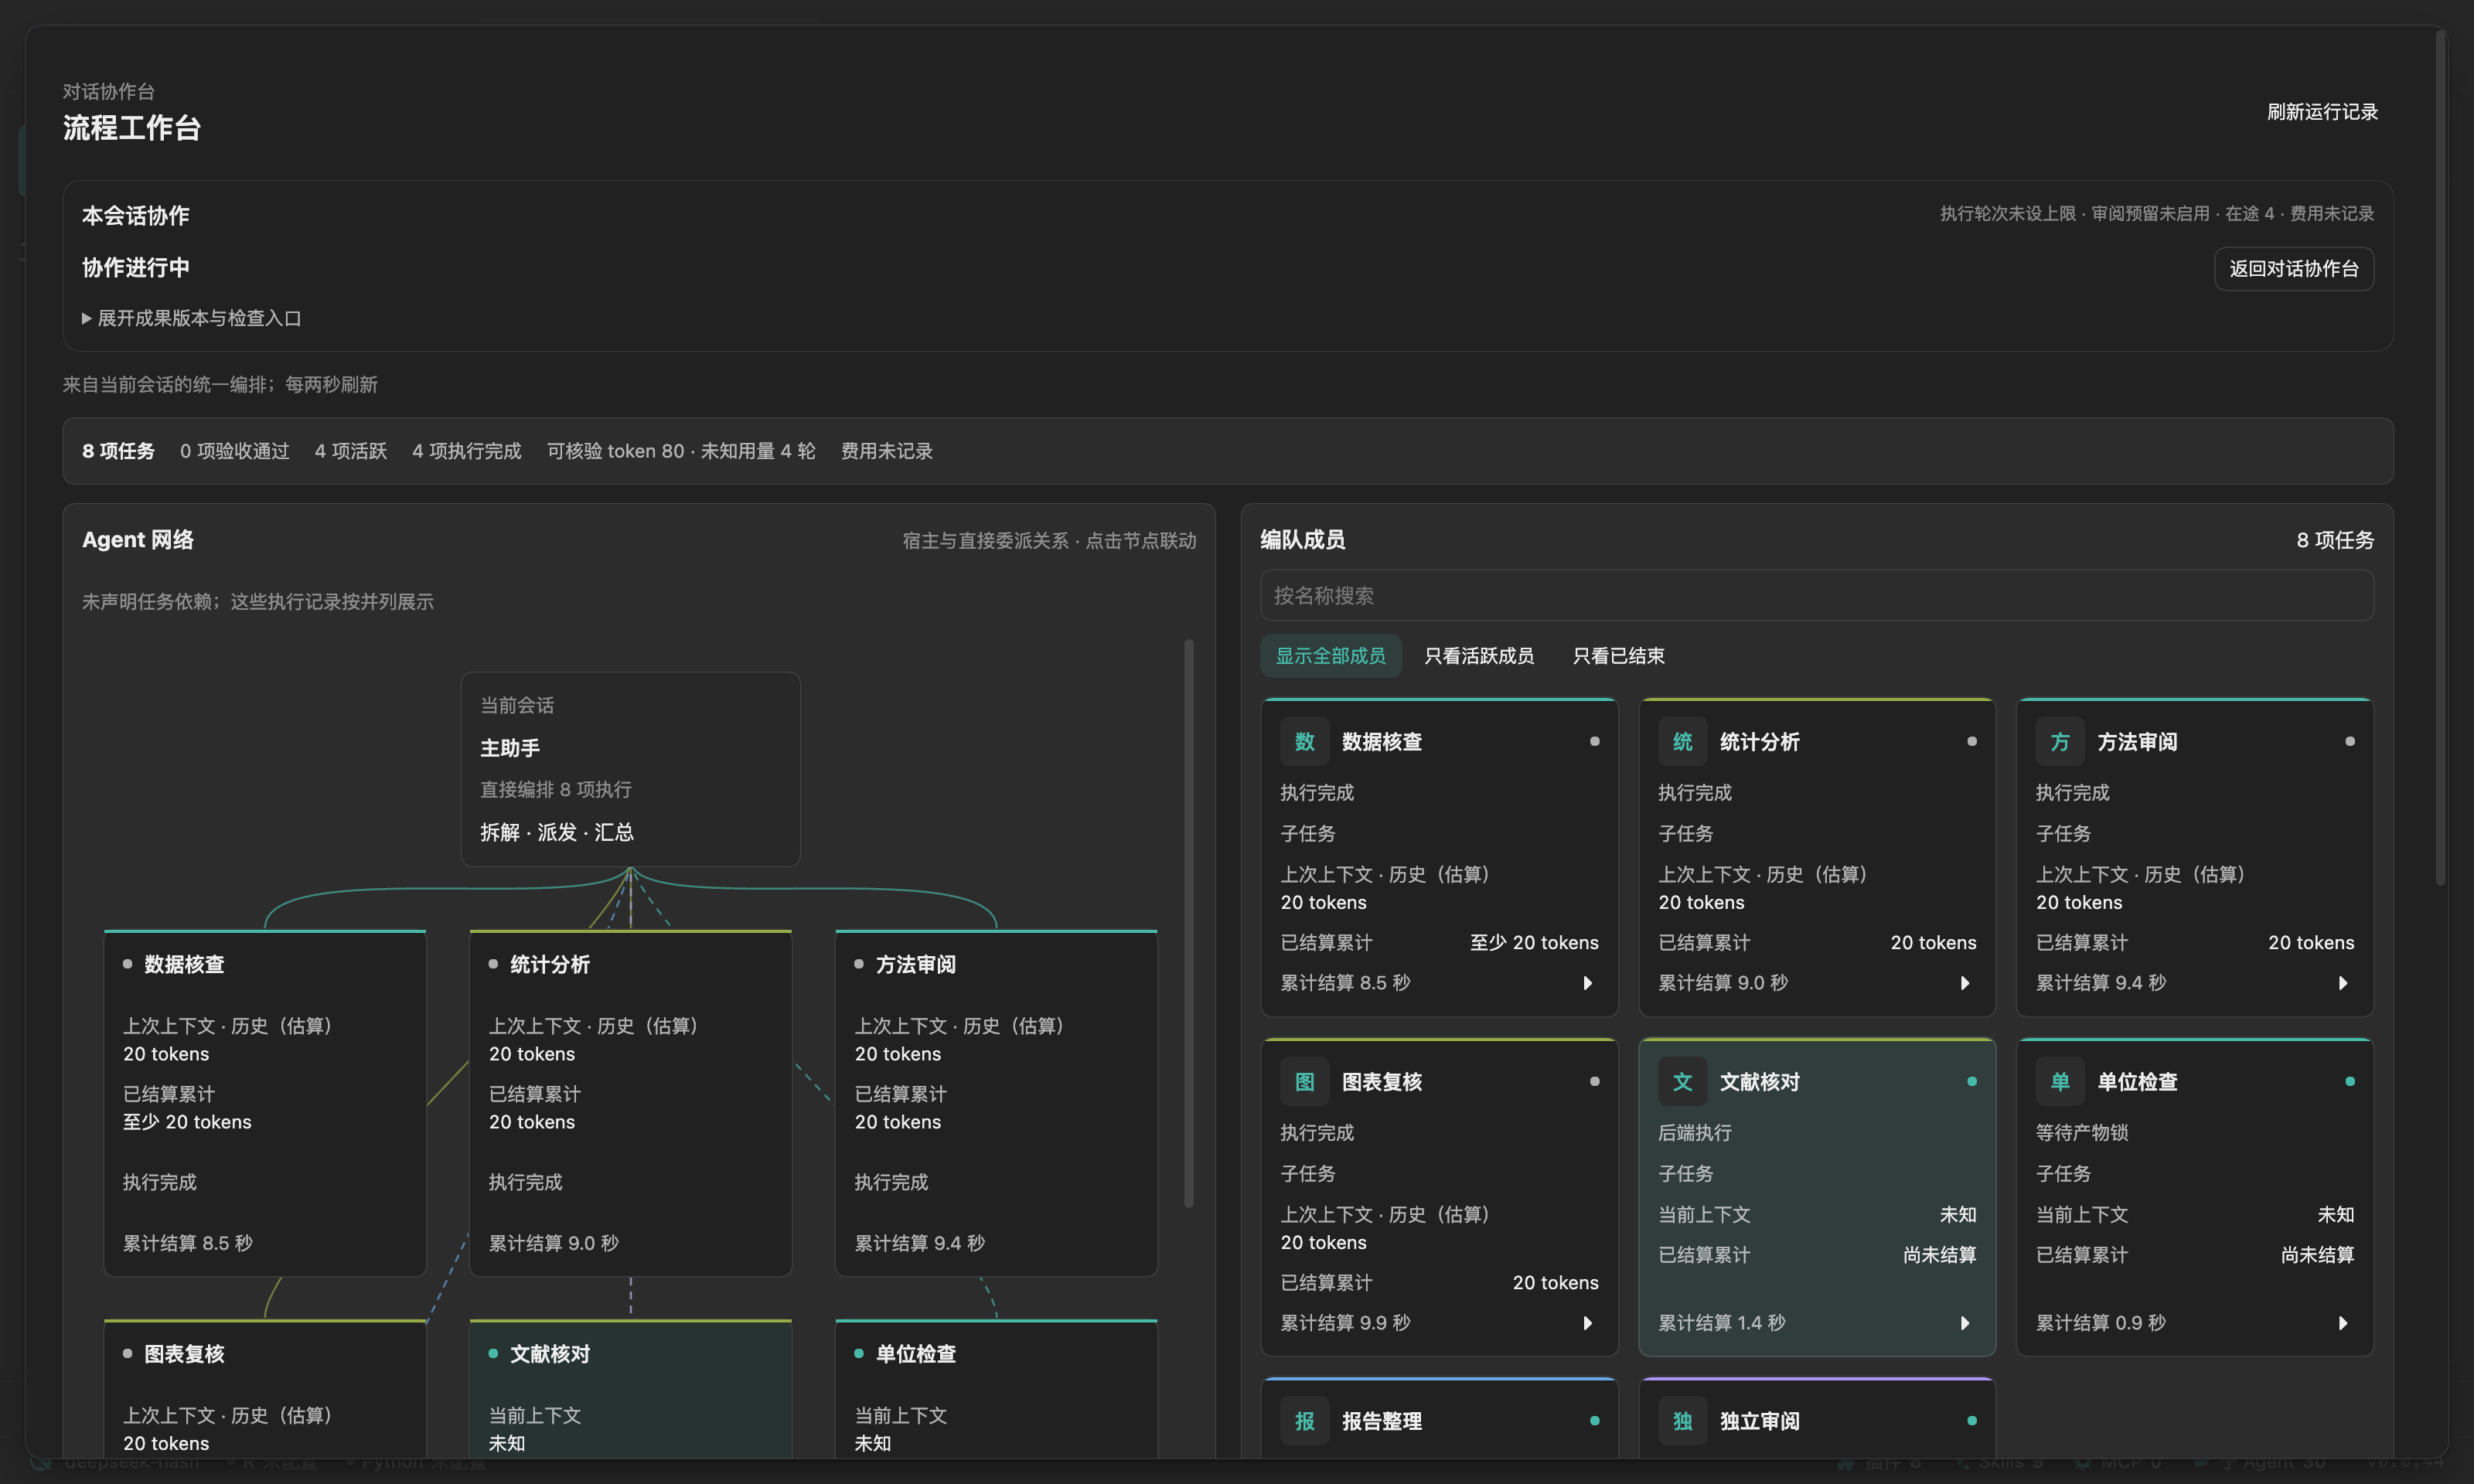 对话协作台
流程工作台
刷新运行记录
本会话协作
执行轮次未设上限 · 审阅预留未启用 · 在途 4 · 费用未记录
协作进行中
返回对话协作台
▶ 展开成果版本与检查入口
来自当前会话的统一编排；每两秒刷新
8 项任务 0 项验收通过 4 项活跃 4 项执行完成 可核验 token 80 · 未知用量 4 轮 费用未记录
Agent 网络
宿主与直接委派关系 · 点击节点联动
未声明任务依赖；这些执行记录按并列展示
当前会话
主助手
直接编排 8 项执行
拆解 · 派发 · 汇总
数据核查
上次上下文 · 历史（估算）
20 tokens
已结算累计
至少 20 tokens
执行完成
累计结算 8.5 秒
统计分析
上次上下文 · 历史（估算）
20 tokens
已结算累计
20 tokens
执行完成
累计结算 9.0 秒
方法审阅
上次上下文 · 历史（估算）
20 tokens
已结算累计
20 tokens
执行完成
累计结算 9.4 秒
图表复核
上次上下文 · 历史（估算）
20 tokens
文献核对
当前上下文
未知
单位检查
当前上下文
未知
编队成员
8 项任务
按名称搜索
显示全部成员 只看活跃成员 只看已结束
数 数据核查
执行完成
子任务
上次上下文 · 历史（估算）
20 tokens
已结算累计 至少 20 tokens
累计结算 8.5 秒
统 统计分析
执行完成
子任务
上次上下文 · 历史（估算）
20 tokens
已结算累计 20 tokens
累计结算 9.0 秒
方 方法审阅
执行完成
子任务
上次上下文 · 历史（估算）
20 tokens
已结算累计 20 tokens
累计结算 9.4 秒
图 图表复核
执行完成
子任务
上次上下文 · 历史（估算）
20 tokens
已结算累计 20 tokens
累计结算 9.9 秒
文 文献核对
后端执行
子任务
当前上下文 未知
已结算累计 尚未结算
累计结算 1.4 秒
单 单位检查
等待产物锁
子任务
当前上下文 未知
已结算累计 尚未结算
累计结算 0.9 秒
报 报告整理
独 独立审阅
R 未配置 Python 未配置
插件 8 Skills 9 MCP 0 子 Agent 30